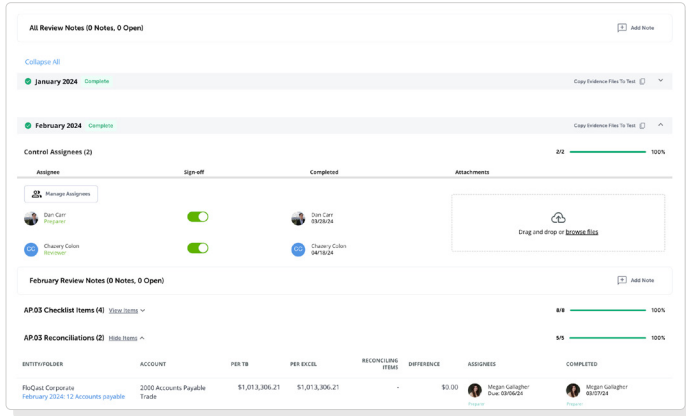 All Review Notes (0 Notes, 0 Open)
Add Note
Collapse All
January 2024 Complete
Copy Evidence Files To Test
February 2024 Complete
Copy Evidence Files To Test
Control Assignees (2)
2/2 100%
Assignee Sign-off Completed Attachments
Manage Assignees
Dan Carr
Preparer
Dan Carr
03/28/24
Drag and drop or browse files
CG
Chazery Colon
Reviewer
CG
Chazery Colon
04/18/24
February Review Notes (0 Notes, 0 Open)
Add Note
AP.03 Checklist Items (4) View Items
8/8 100%
AP.03 Reconciliations (2) Hide Items
5/5 100%
ENTITY/FOLDER ACCOUNT PER TB PER EXCEL RECONCILING ITEMS DIFFERENCE ASSIGNEES COMPLETED
FloQast Corporate
February 2024: 12 Accounts payable
2000 Accounts Payable
Trade
$1,013,306.21 $1,013,306.21 - $0.00
Megan Gallagher
Due: 03/06/24
Preparer
Megan Gallagher
03/07/24
Preparer